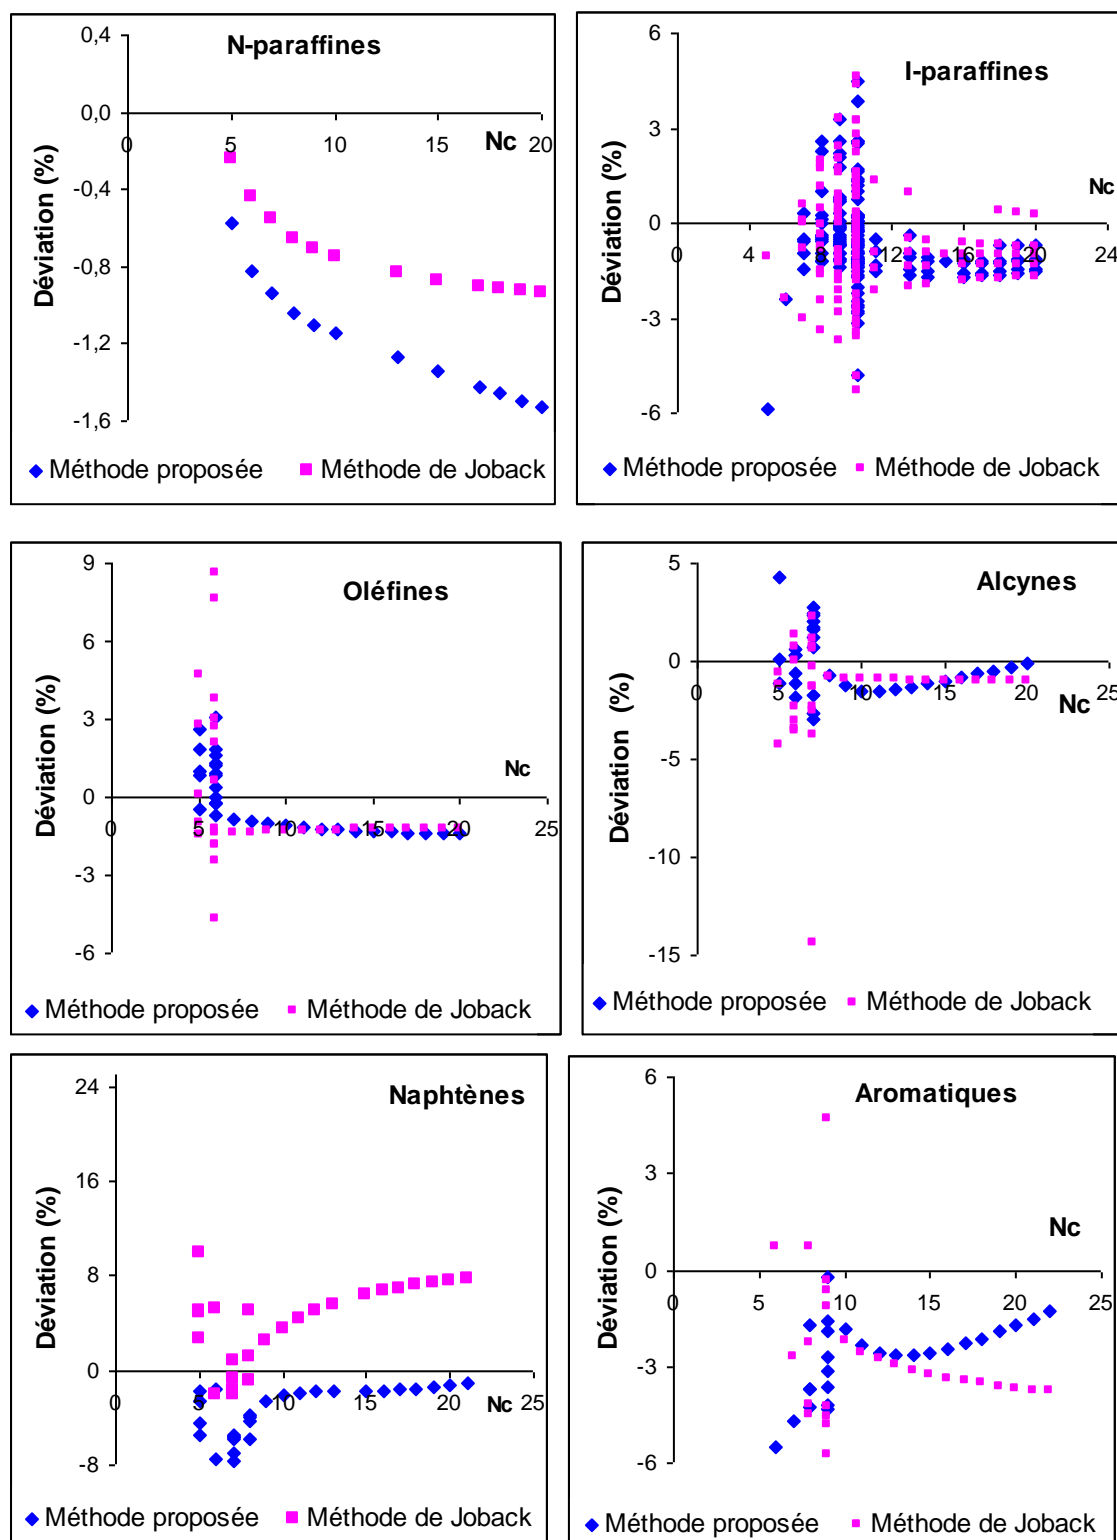 N-paraffines
0,4
0,0
-0,4
-0,8
-1,2
-1,6
0
5
10
15
20
Nc
Déviation (%)
Méthode proposée
Méthode de Joback
I-paraffines
6
3
0
-3
-6
0
4
8
12
16
20
24
Nc
Déviation (%)
Méthode proposée
Méthode de Joback
Oléfines
9
6
3
0
-3
-6
0
5
10
15
20
25
Nc
Déviation (%)
Méthode proposée
Méthode de Joback
Alcynes
5
0
-5
-10
-15
0
5
10
15
20
25
Nc
Déviation (%)
Méthode proposée
Méthode de Joback
Naphtènes
24
16
8
0
-8
0
5
10
15
20
25
Nc
Déviation (%)
Méthode proposée
Méthode de Joback
Aromatiques
6
3
0
-3
-6
0
5
10
15
20
25
Nc
Déviation (%)
Méthode proposée
Méthode de Joback